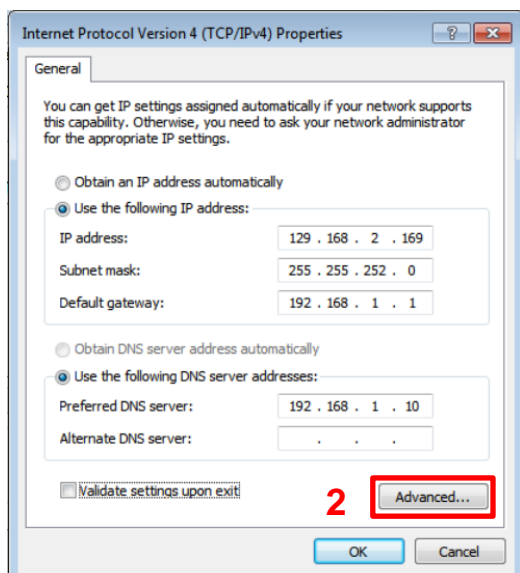 Internet Protocol Version 4 (TCP/IPv4) Properties
General
You can get IP settings assigned automatically if your network supports
this capability. Otherwise, you need to ask your network administrator
for the appropriate IP settings.
Obtain an IP address automatically
Use the following IP address:
IP address: 129 . 168 . 2 . 169
Subnet mask: 255 . 255 . 252 . 0
Default gateway: 192 . 168 . 1 . 1
Obtain DNS server address automatically
Use the following DNS server addresses:
Preferred DNS server: 192 . 168 . 1 . 10
Alternate DNS server: . . .
Validate settings upon exit
2 Advanced...
OK Cancel